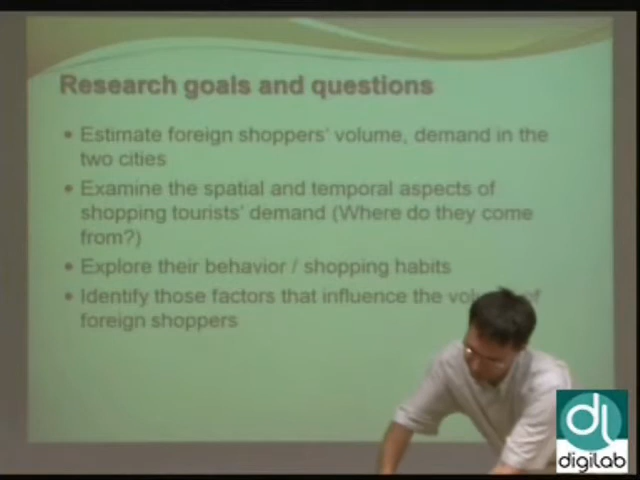 Research goals and questions
• Estimate foreign shoppers' volume, demand in the
two cities
• Examine the spatial and temporal aspects of
shopping tourists' demand (Where do they come
from?)
• Explore their behavior / shopping habits
• Identify those factors that influence the of
foreign shoppers
dl
digilab